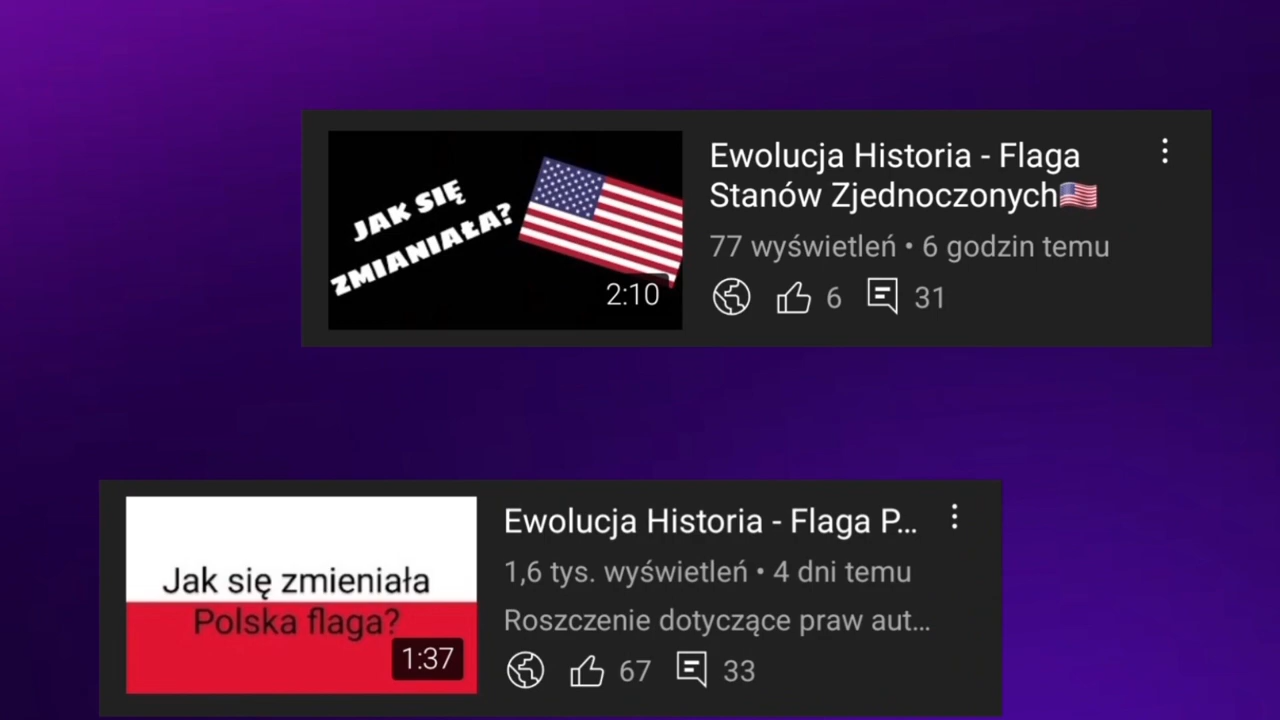 JAK SIĘ
ZMIANIAŁA?
2:10
Ewolucja Historia - Flaga
Stanów Zjednoczonych🇺🇸
77 wyświetleń • 6 godzin temu
6 31
Jak się zmieniała
Polska flaga?
1:37
Ewolucja Historia - Flaga P...
1,6 tys. wyświetleń • 4 dni temu
Roszczenie dotyczące praw aut...
67 33